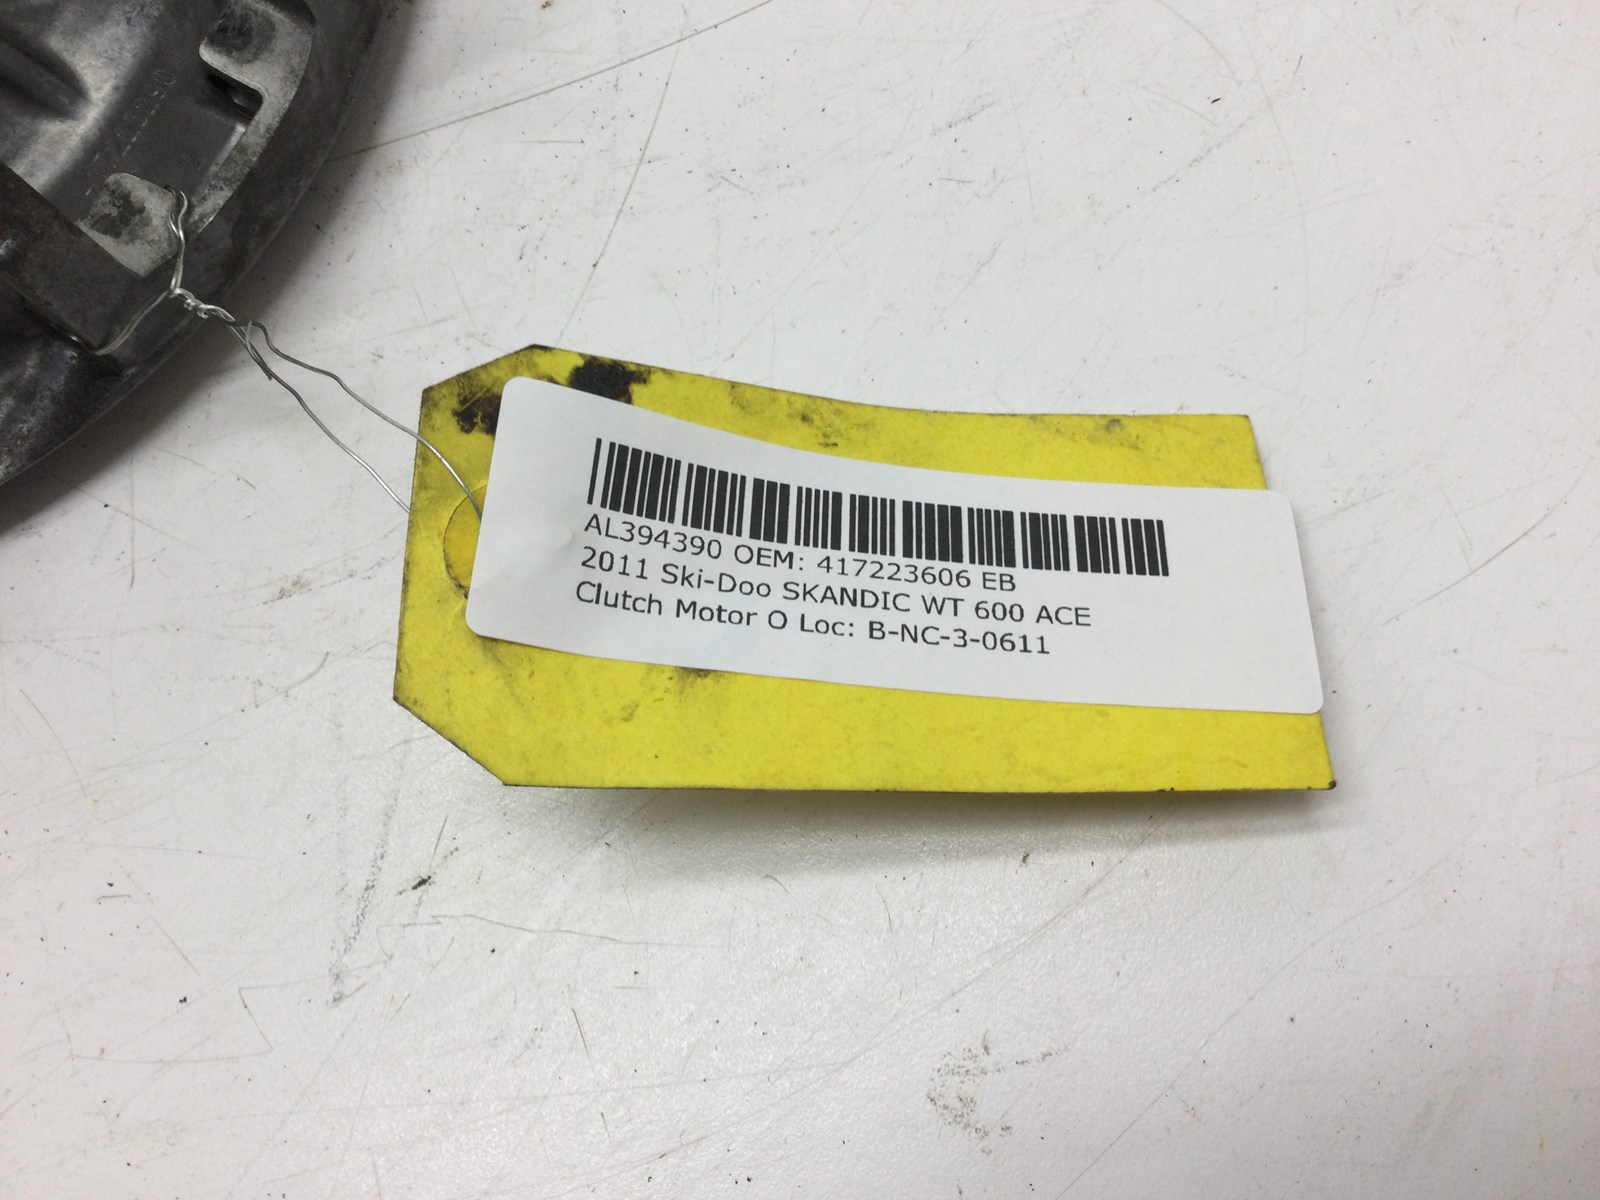 AL394390 OEM: 417223606 EB
2011 Ski-Doo SKANDIC WT 600 ACE
Clutch Motor O Loc: B-NC-3-0611